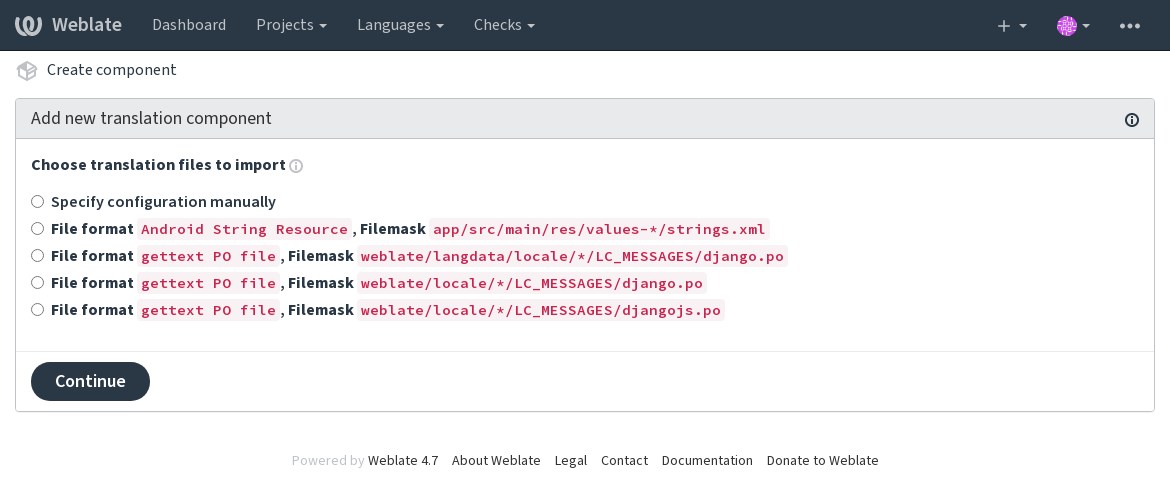 Weblate Dashboard Projects Languages Checks
Create component
Add new translation component
Choose translation files to import
Specify configuration manually
File format Android String Resource, Filemask app/src/main/res/values-*/strings.xml
File format gettext PO file, Filemask weblate/langdata/locale/*/LC_MESSAGES/django.po
File format gettext PO file, Filemask weblate/locale/*/LC_MESSAGES/django.po
File format gettext PO file, Filemask weblate/locale/*/LC_MESSAGES/djangojs.po
Continue
Powered by Weblate 4.7 About Weblate Legal Contact Documentation Donate to Weblate